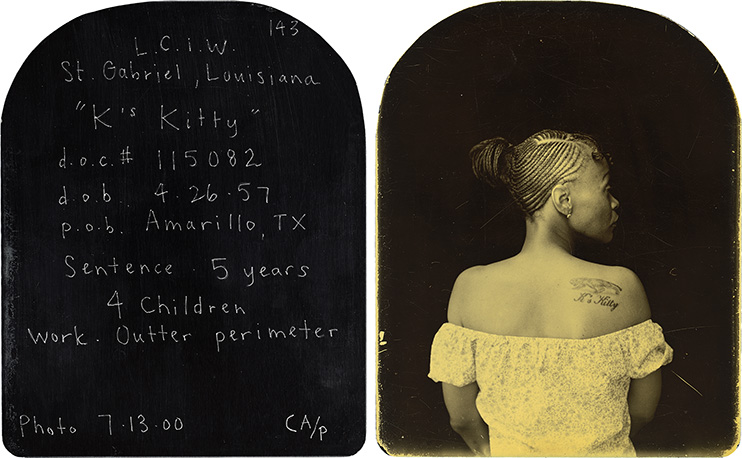 143
L.C.i.W.
St. Gabriel, Louisiana
"K's Kitty"
d.o.c.# 115082
d.o.b. 4.26.57
p.o.b. Amarillo, TX
Sentence . 5 years
4 Children
Work. Outter perimeter
Photo 7.13.00 CA/p
K's Kitty